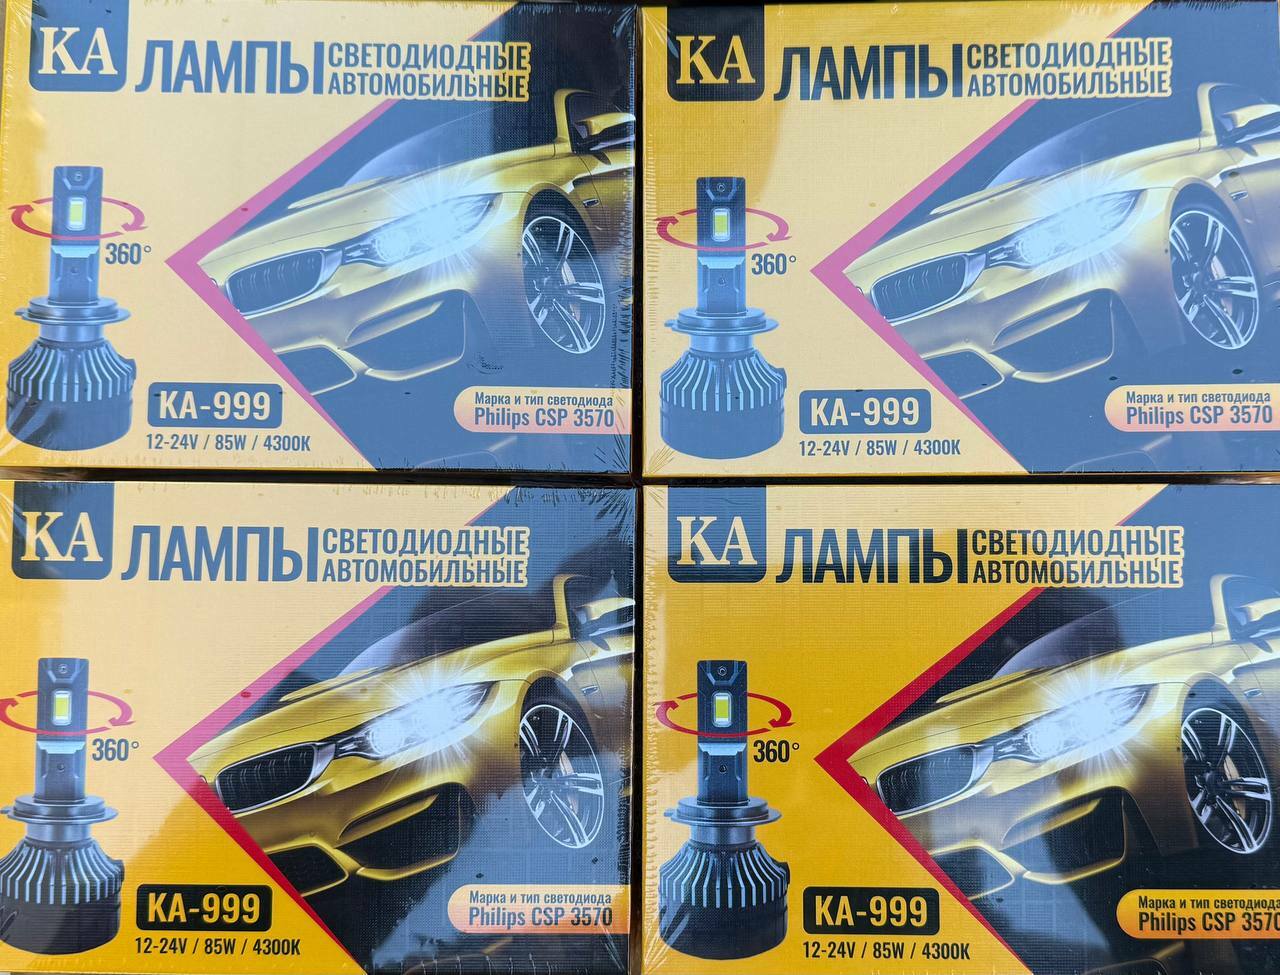 KA
ЛАМПЫ
СВЕТОДИОДНЫЕ
АВТОМОБИЛЬНЫЕ
360°
KA-999
12-24V / 85W / 4300K
Марка и тип светодиода
Philips CSP 3570
KA
ЛАМПЫ
СВЕТОДИОДНЫЕ
АВТОМОБИЛЬНЫЕ
360°
KA-999
12-24V / 85W / 4300K
Марка и тип светодиода
Philips CSP 3570
KA
ЛАМПЫ
СВЕТОДИОДНЫЕ
АВТОМОБИЛЬНЫЕ
360°
KA-999
12-24V / 85W / 4300K
Марка и тип светодиода
Philips CSP 3570
KA
ЛАМПЫ
СВЕТОДИОДНЫЕ
АВТОМОБИЛЬНЫЕ
360°
KA-999
12-24V / 85W / 4300K
Марка и тип светодиода
Philips CSP 3570